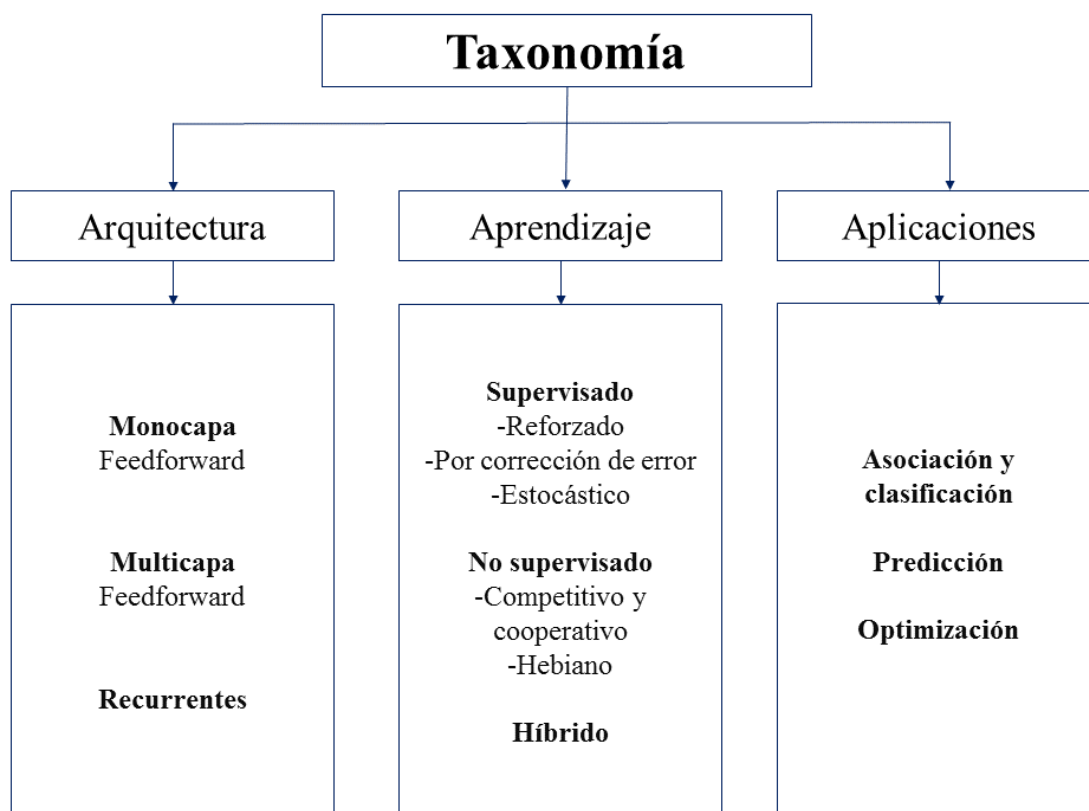 Taxonomía
Arquitectura
Aprendizaje
Aplicaciones
Monocapa
Feedforward
Multicapa
Feedforward
Recurrentes
Supervisado
-Reforzado
-Por corrección de error
-Estocástico
No supervisado
-Competitivo y
cooperativo
-Hebiano
Híbrido
Asociación y
clasificación
Predicción
Optimización